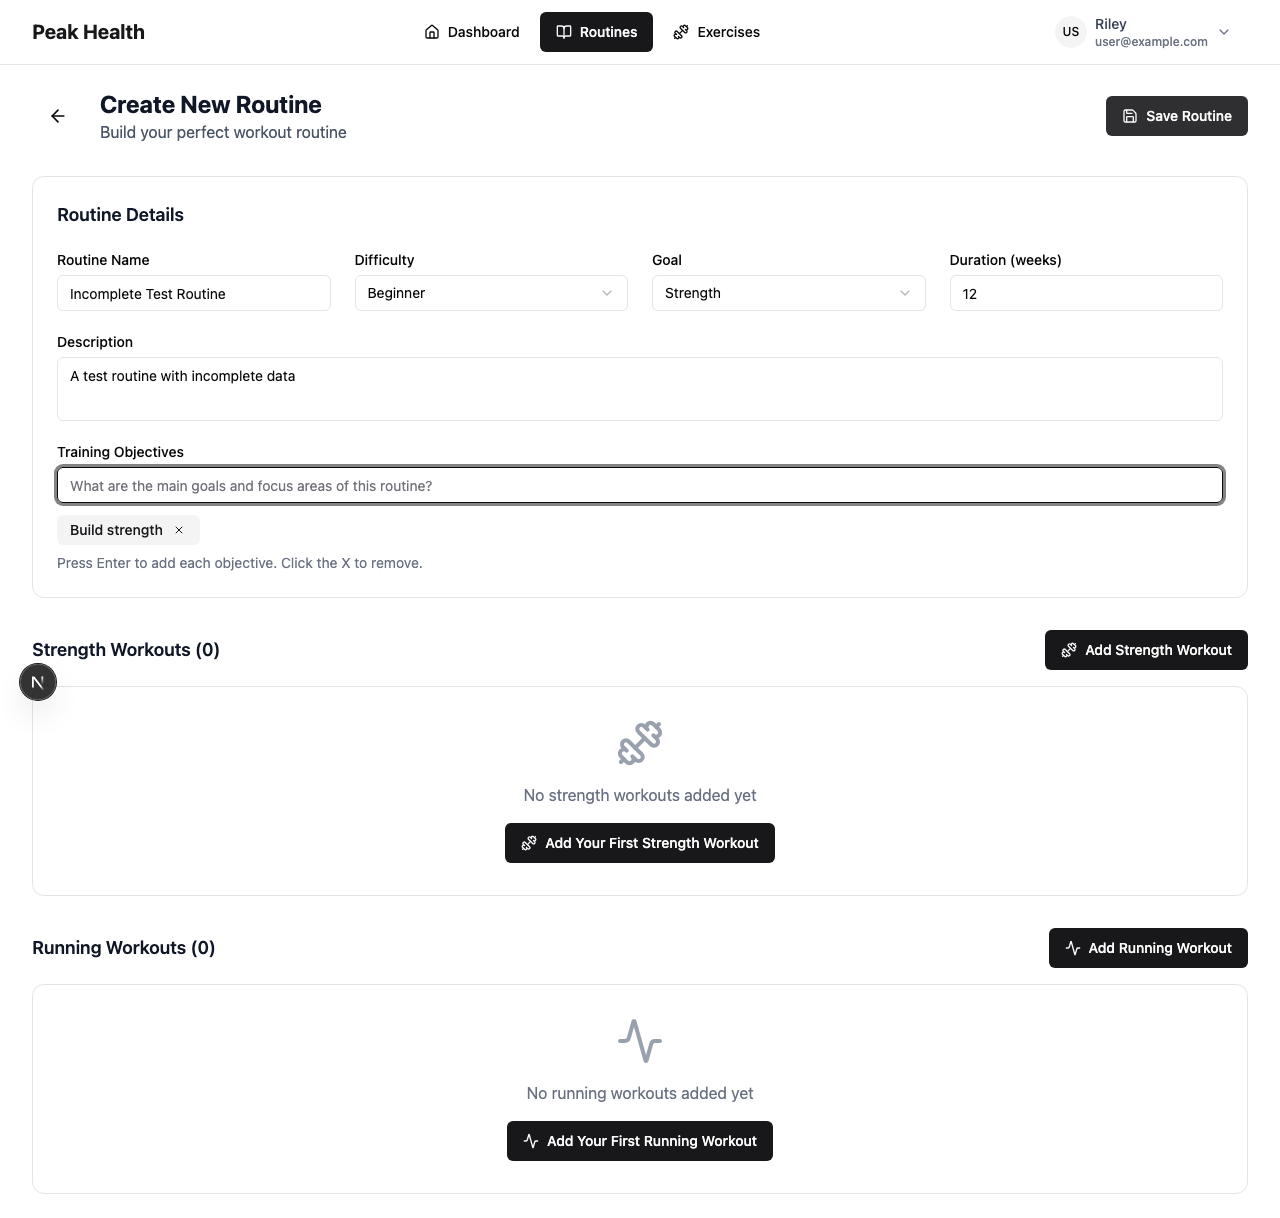 Peak Health
Dashboard
Routines
Exercises
US
Riley
user@example.com
Create New Routine
Build your perfect workout routine
Save Routine
Routine Details
Routine Name
Difficulty
Goal
Duration (weeks)
Incomplete Test Routine
Beginner
Strength
12
Description
A test routine with incomplete data
Training Objectives
What are the main goals and focus areas of this routine?
Build strength
Press Enter to add each objective. Click the X to remove.
Strength Workouts (0)
Add Strength Workout
N
No strength workouts added yet
Add Your First Strength Workout
Running Workouts (0)
Add Running Workout
No running workouts added yet
Add Your First Running Workout